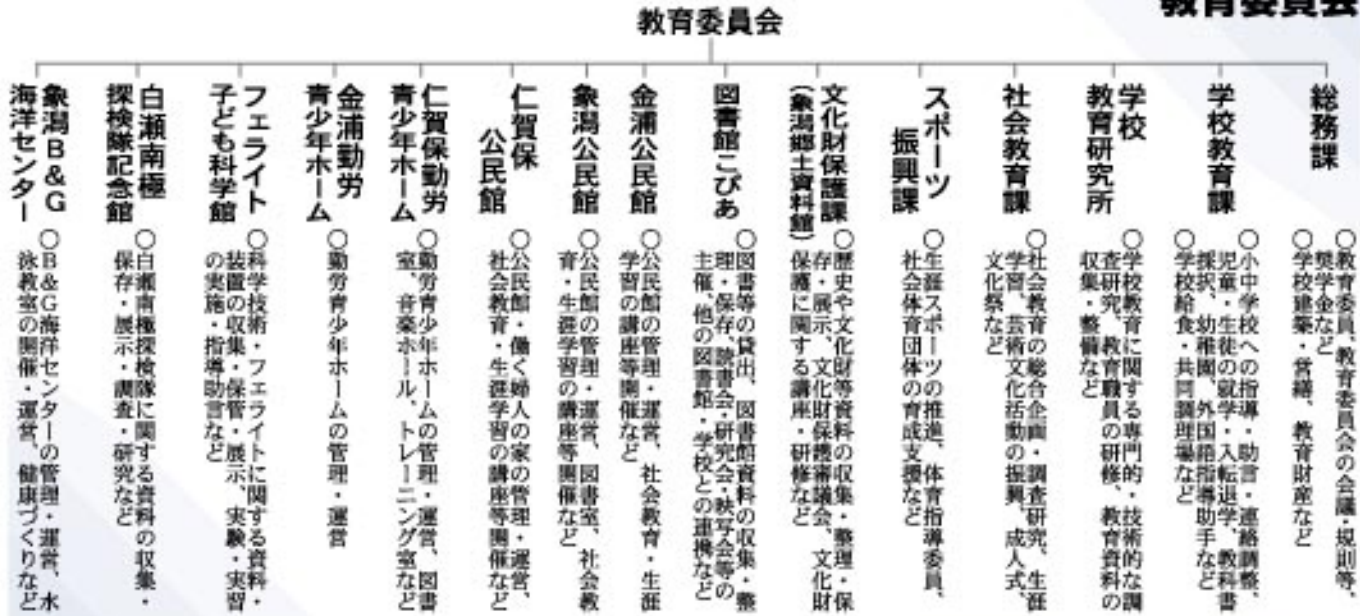 教育委員会
教育委員会
総務課
○教育委員、教育委員会の会議・規則等、
奨学金など
○学校建築・営繕、教育財産など
学校教育課
○小中学校への指導・助言・連絡調整、
児童・生徒の就学・入転退学、教科書
採択、幼稚園、外国語指導助手など
○学校給食・共同調理場など
学校
教育研究所
○学校教育に関する専門的・技術的な調
査研究、教育職員の研修、教育資料の
収集・整備など
社会教育課
○社会教育の総合企画・調査研究、生涯
学習、芸術文化活動の振興、成人式、
文化祭など
スポーツ
振興課
○生涯スポーツの推進、体育指導委員、
社会体育団体の育成支援など
文化財保護課
(象潟郷土資料館)
○歴史や文化財等資料の収集・整理・保
存・展示、文化財保護審議会、文化財
保護に関する講座・研修など
図書館こぴあ
○図書等の貸出、図書館資料の収集・整
理・保存、読書会・研究会・映写会等の
主催、他の図書館・学校との連携など
金浦公民館
○公民館の管理・運営、社会教育・生涯
学習の講座等開催など
象潟公民館
○公民館の管理・運営、図書室、社会教
育・生涯学習の講座等開催など
仁賀保
公民館
○公民館・働く婦人の家の管理・運営、
社会教育・生涯学習の講座等開催など
仁賀保勤労
青少年ホーム
○勤労青少年ホームの管理・運営、図書
室、音楽ホール、トレーニング室など
金浦勤労
青少年ホーム
○勤労青少年ホームの管理・運営
フェライト
子ども科学館
○科学技術・フェライトに関する資料・
装置の収集・保管・展示、実験・実習
の実施・指導助言など
白瀬南極
探検隊記念館
○白瀬南極探検隊に関する資料の収集・
保存・展示・調査・研究など
象潟B&G
海洋センター
○B&G海洋センターの管理・運営、水
泳教室の開催・運営、健康づくりなど